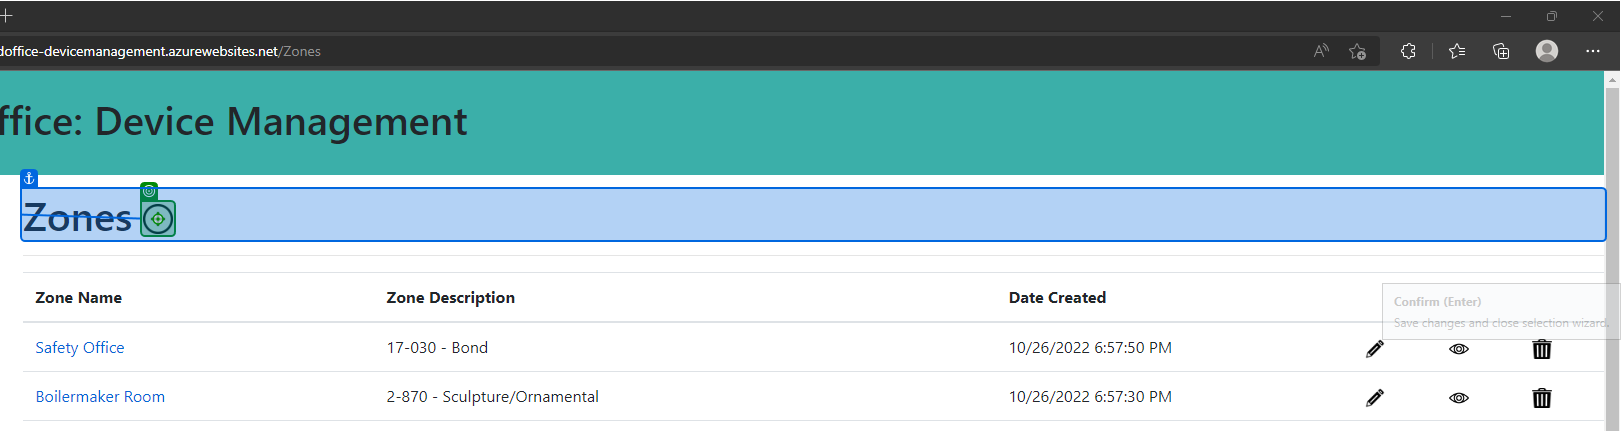 doffice-devicemanagement.azurewebsites.net/Zones
ffice: Device Management
Zones
Zone Name Zone Description Date Created
Confirm (Enter)
Save changes and close selection wizard.
Safety Office 17-030 - Bond 10/26/2022 6:57:50 PM
Boilermaker Room 2-870 - Sculpture/Ornamental 10/26/2022 6:57:30 PM